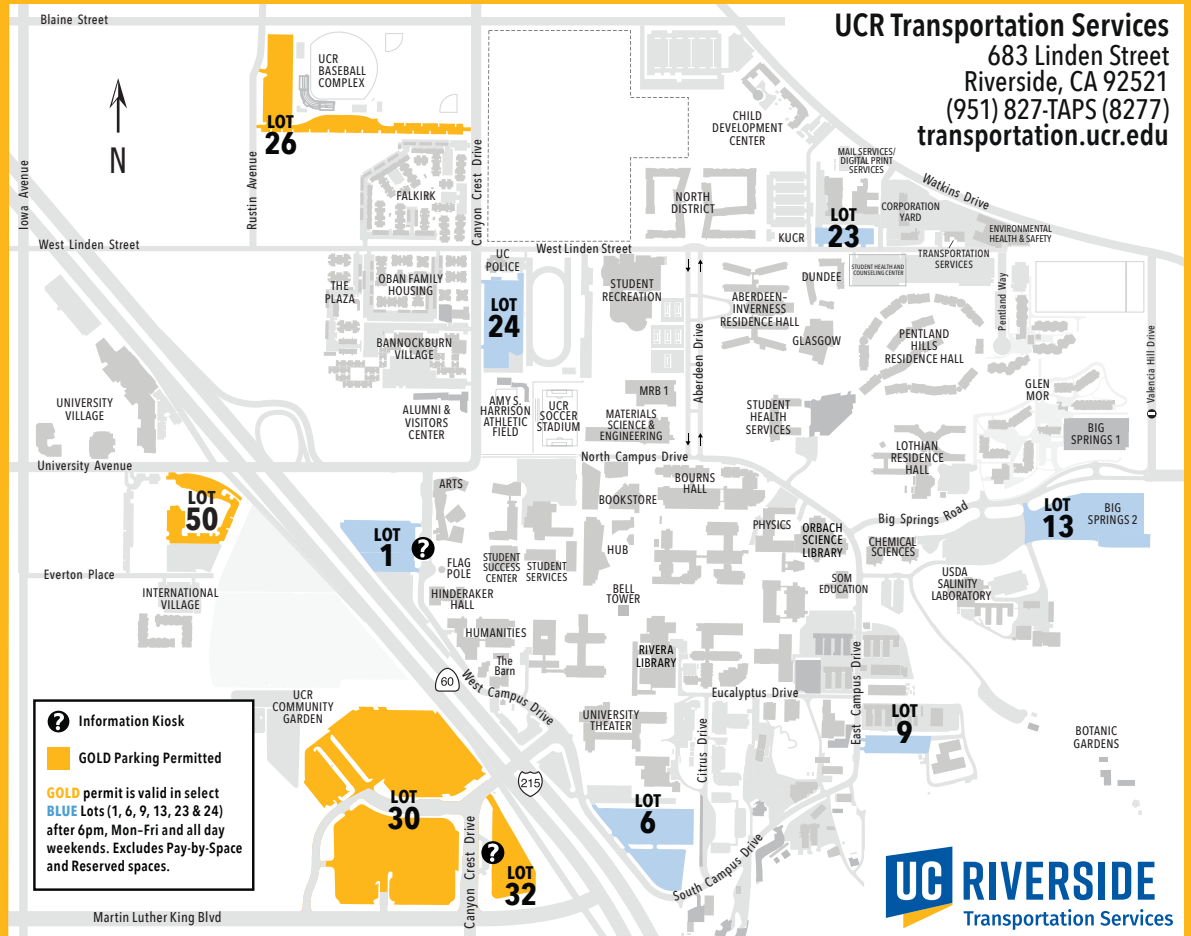 Blaine Street
UCR Transportation Services
683 Linden Street
Riverside, CA 92521
(951) 827-TAPS (8277)
transportation.ucr.edu
UCR
BASEBALL
COMPLEX
N
LOT
26
Iowa Avenue
Rustin Avenue
Canyon Crest Drive
FALKIRK
CHILD
DEVELOPMENT
CENTER
MAIL SERVICES/
DIGITAL PRINT
SERVICES
Watkins Drive
NORTH
DISTRICT
LOT
23
CORPORATION
YARD
KUCR
ENVIRONMENTAL
HEALTH & SAFETY
West Linden Street
West Linden Street
TRANSPORTATION
SERVICES
UC
POLICE
STUDENT HEALTH AND
COUNSELING CENTER
DUNDEE
THE
PLAZA
OBAN FAMILY
HOUSING
STUDENT
RECREATION
ABERDEEN–
INVERNESS
RESIDENCE HALL
Pentland Way
LOT
24
BANNOCKBURN
VILLAGE
GLASGOW
PENTLAND
HILLS
RESIDENCE HALL
Aberdeen Drive
Valencia Hill Drive
GLEN
MOR
UNIVERSITY
VILLAGE
ALUMNI &
VISITORS
CENTER
AMY S.
HARRISON
ATHLETIC
FIELD
UCR
SOCCER
STADIUM
MRB 1
MATERIALS
SCIENCE &
ENGINEERING
STUDENT
HEALTH
SERVICES
BIG
SPRINGS 1
LOTHIAN
RESIDENCE
HALL
University Avenue
North Campus Drive
ARTS
BOURNS
HALL
BOOKSTORE
LOT
50
LOT
1
?
PHYSICS
ORBACH
SCIENCE
LIBRARY
Big Springs Road
LOT
13
BIG
SPRINGS 2
CHEMICAL
SCIENCES
HUB
FLAG
POLE
STUDENT
SUCCESS
CENTER
STUDENT
SERVICES
Everton Place
INTERNATIONAL
VILLAGE
HINDERAKER
HALL
BELL
TOWER
SOM
EDUCATION
USDA
SALINITY
LABORATORY
HUMANITIES
The
Barn
RIVERA
LIBRARY
60
West Campus Drive
Eucalyptus Drive
East Campus Drive
UCR
COMMUNITY
GARDEN
UNIVERSITY
THEATER
Citrus Drive
LOT
9
BOTANIC
GARDENS
? Information Kiosk
GOLD Parking Permitted
GOLD permit is valid in select
BLUE Lots (1, 6, 9, 13, 23 & 24)
after 6pm, Mon–Fri and all day
weekends. Excludes Pay-by-Space
and Reserved spaces.
215
LOT
30
LOT
6
Canyon Crest Drive
?
LOT
32
South Campus Drive
Martin Luther King Blvd
UC RIVERSIDE
Transportation Services